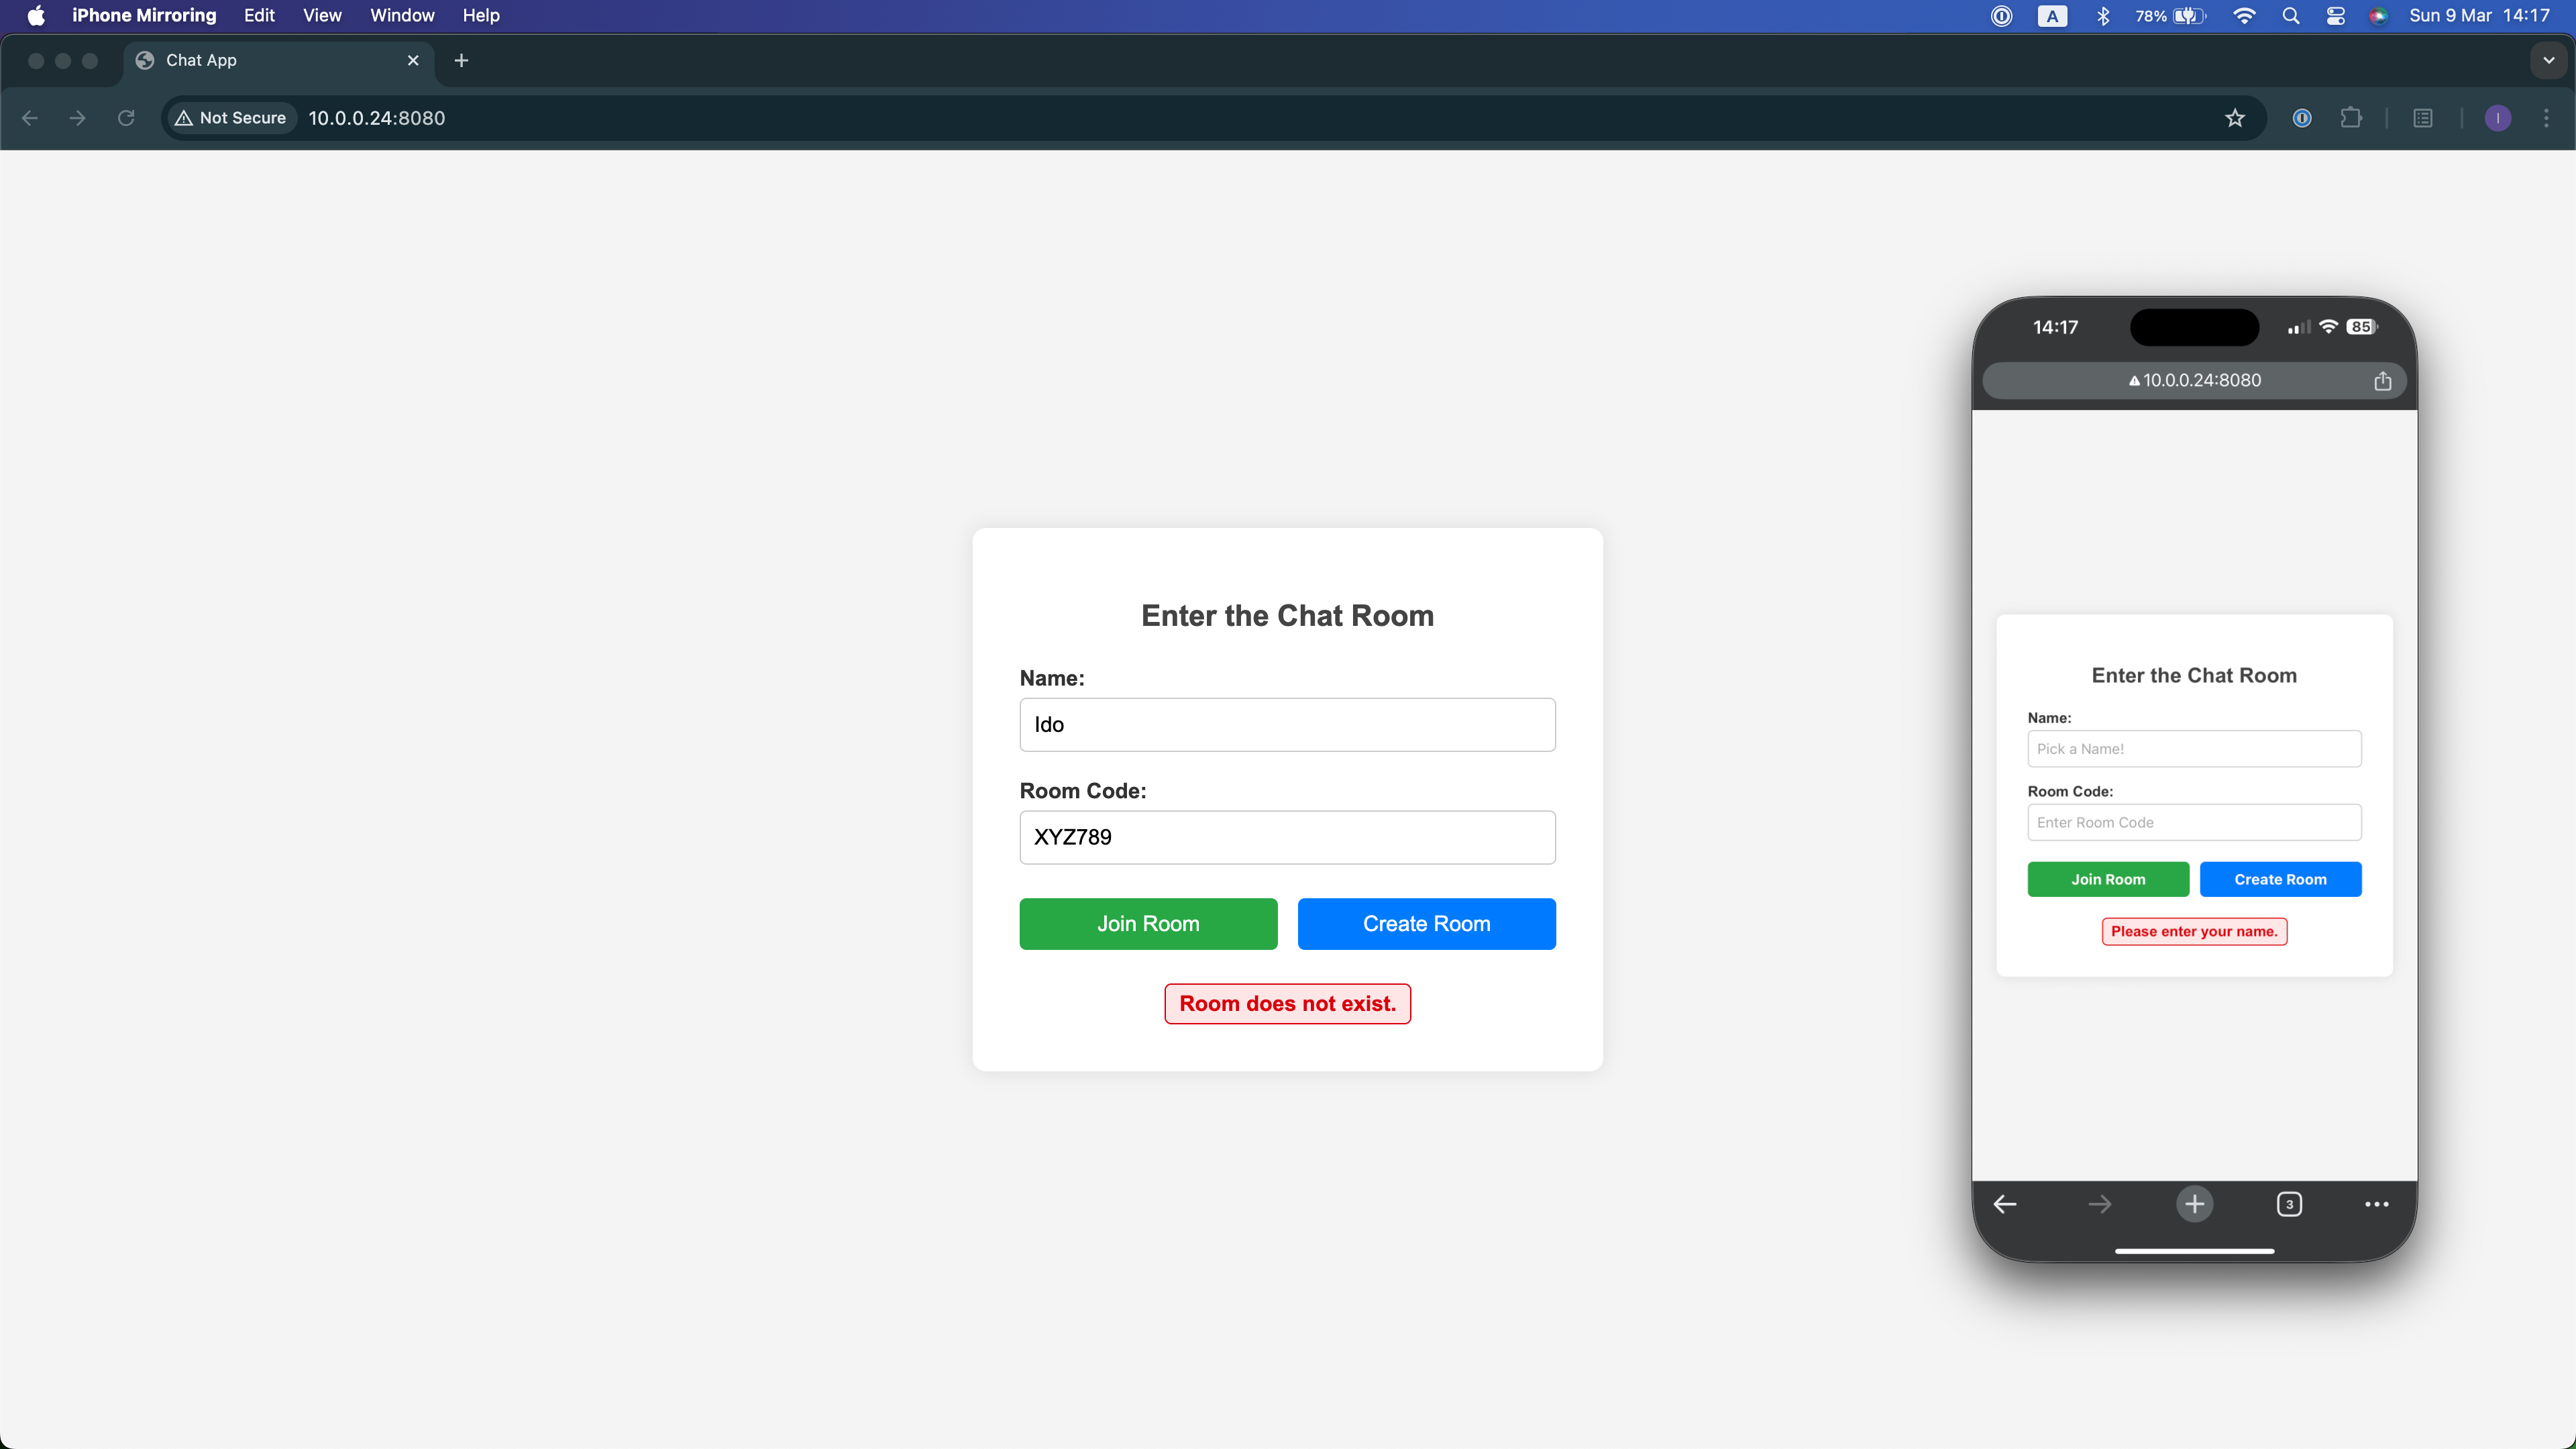 iPhone Mirroring Edit View Window Help A 78% Sun 9 Mar 14:17
Chat App
Not Secure 10.0.0.24:8080 I
Enter the Chat Room
Name:
Ido
Room Code:
XYZ789
Join Room Create Room
Room does not exist.
14:17 85
10.0.0.24:8080
Enter the Chat Room
Name:
Pick a Name!
Room Code:
Enter Room Code
Join Room Create Room
Please enter your name.
3